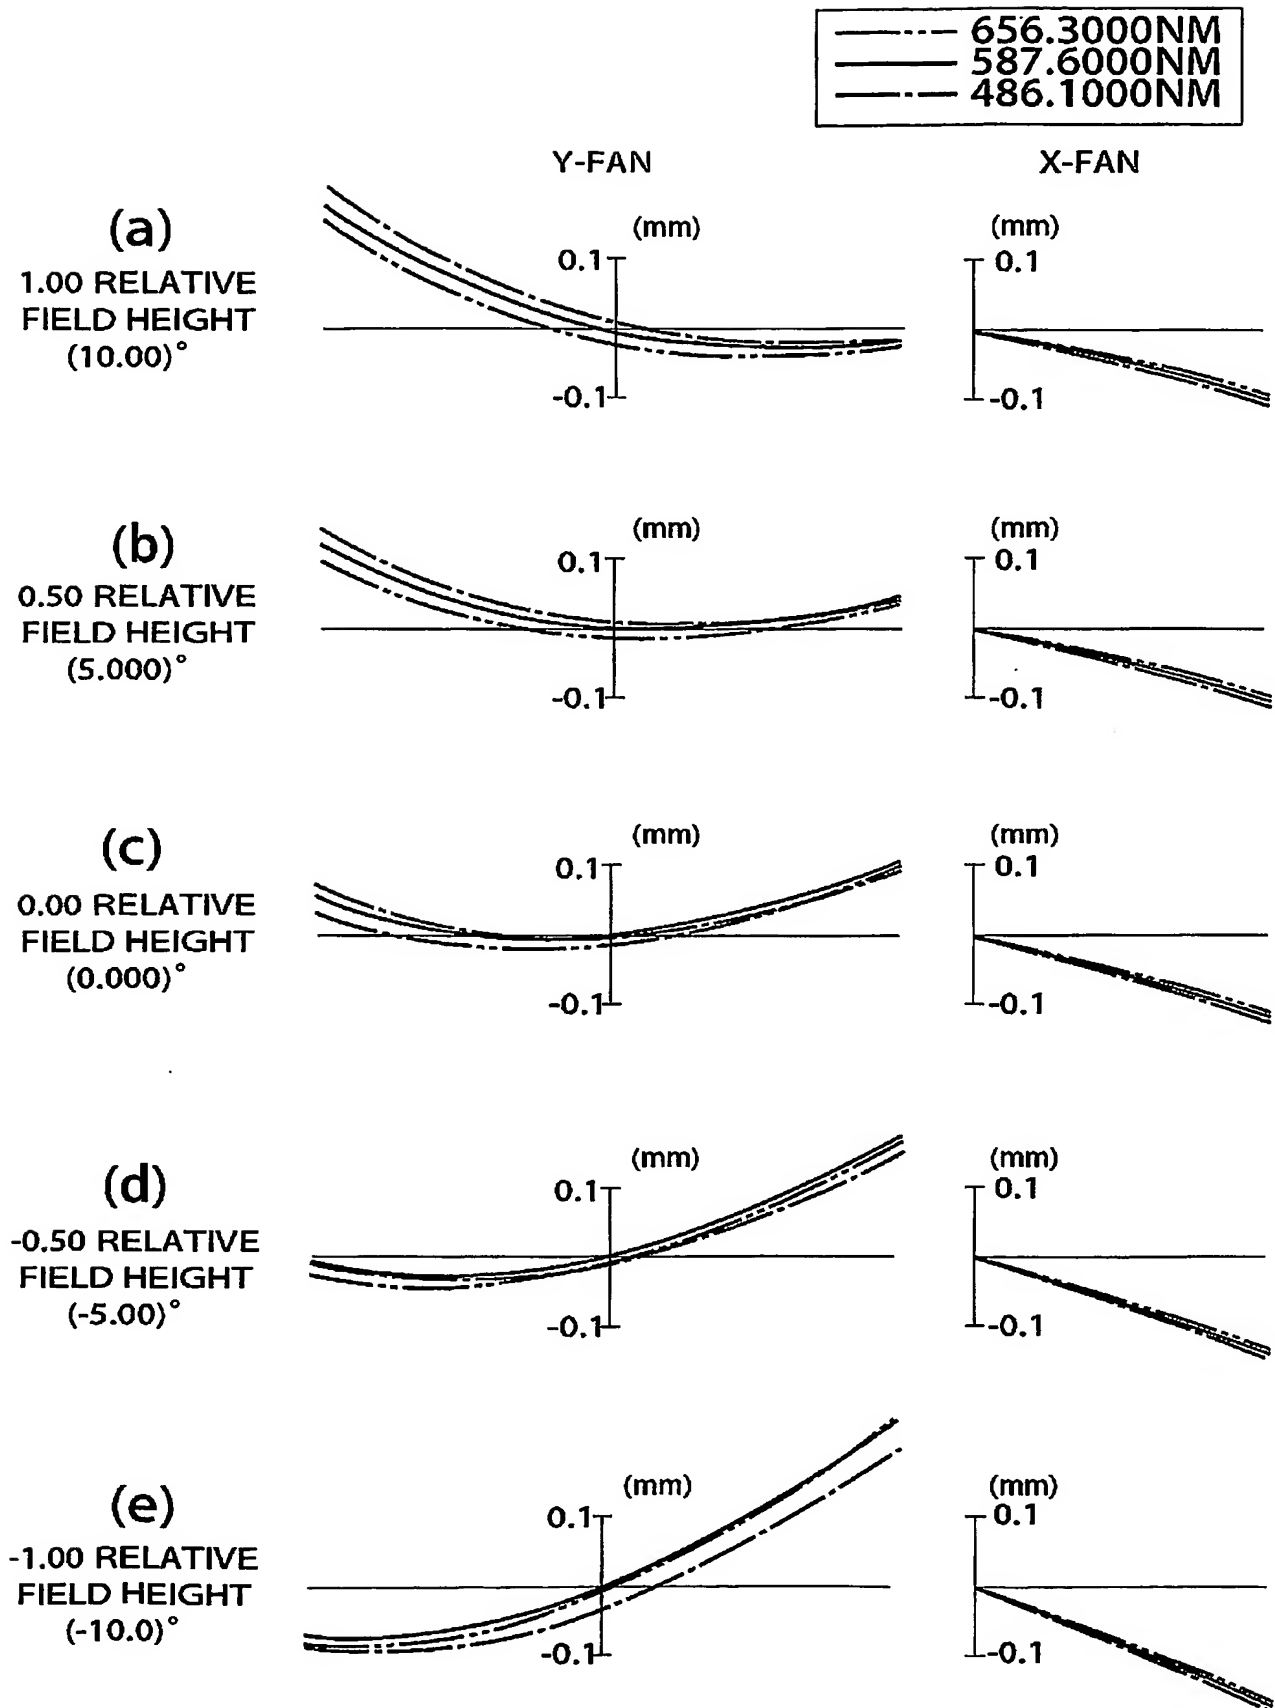 656.3000NM
587.6000NM
486.1000NM
Y-FAN
X-FAN
(a)
1.00 RELATIVE
FIELD HEIGHT
(10.00)°
(mm)
0.1
-0.1
(mm)
0.1
-0.1
(b)
0.50 RELATIVE
FIELD HEIGHT
(5.000)°
(mm)
0.1
-0.1
(mm)
0.1
-0.1
(c)
0.00 RELATIVE
FIELD HEIGHT
(0.000)°
(mm)
0.1
-0.1
(mm)
0.1
-0.1
(d)
-0.50 RELATIVE
FIELD HEIGHT
(-5.00)°
(mm)
0.1
-0.1
(mm)
0.1
-0.1
(e)
-1.00 RELATIVE
FIELD HEIGHT
(-10.0)°
(mm)
0.1
-0.1
(mm)
0.1
-0.1